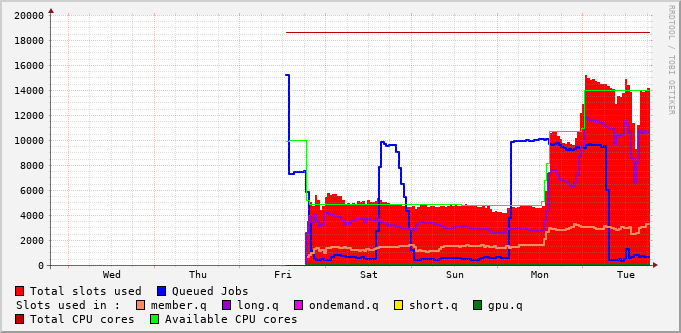 20000
18000
16000
14000
12000
10000
8000
6000
4000
2000
0
Wed Thu Fri Sat Sun Mon Tue
RRDTOOL / TOBI OETIKER
Total slots used Queued Jobs
Slots used in : member.q long.q ondemand.q short.q gpu.q
Total CPU cores Available CPU cores